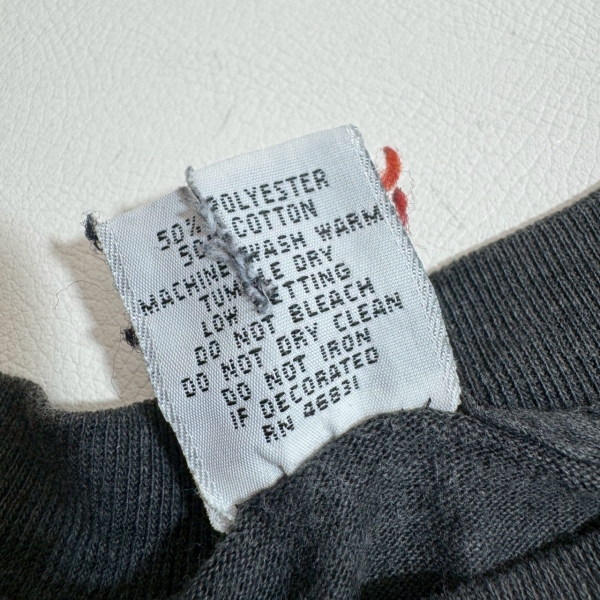 50% POLYESTER
50% COTTON
MACHINE WASH WARM
TUMBLE DRY
LOW SETTING
DO NOT BLEACH
DO NOT DRY CLEAN
DO NOT IRON
IF DECORATED
RN 46831